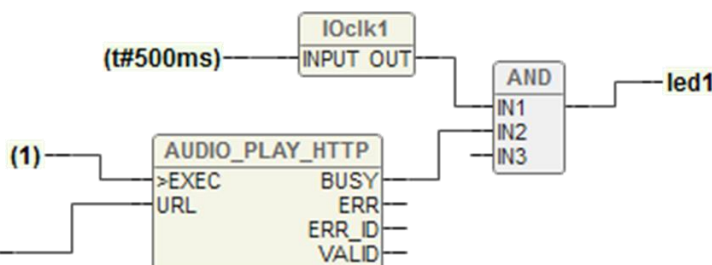 IOclk1
(t#500ms) INPUT OUT
AND
led1
IN1
IN2
IN3
(1)
AUDIO_PLAY_HTTP
>EXEC BUSY
URL ERR
ERR_ID
VALID